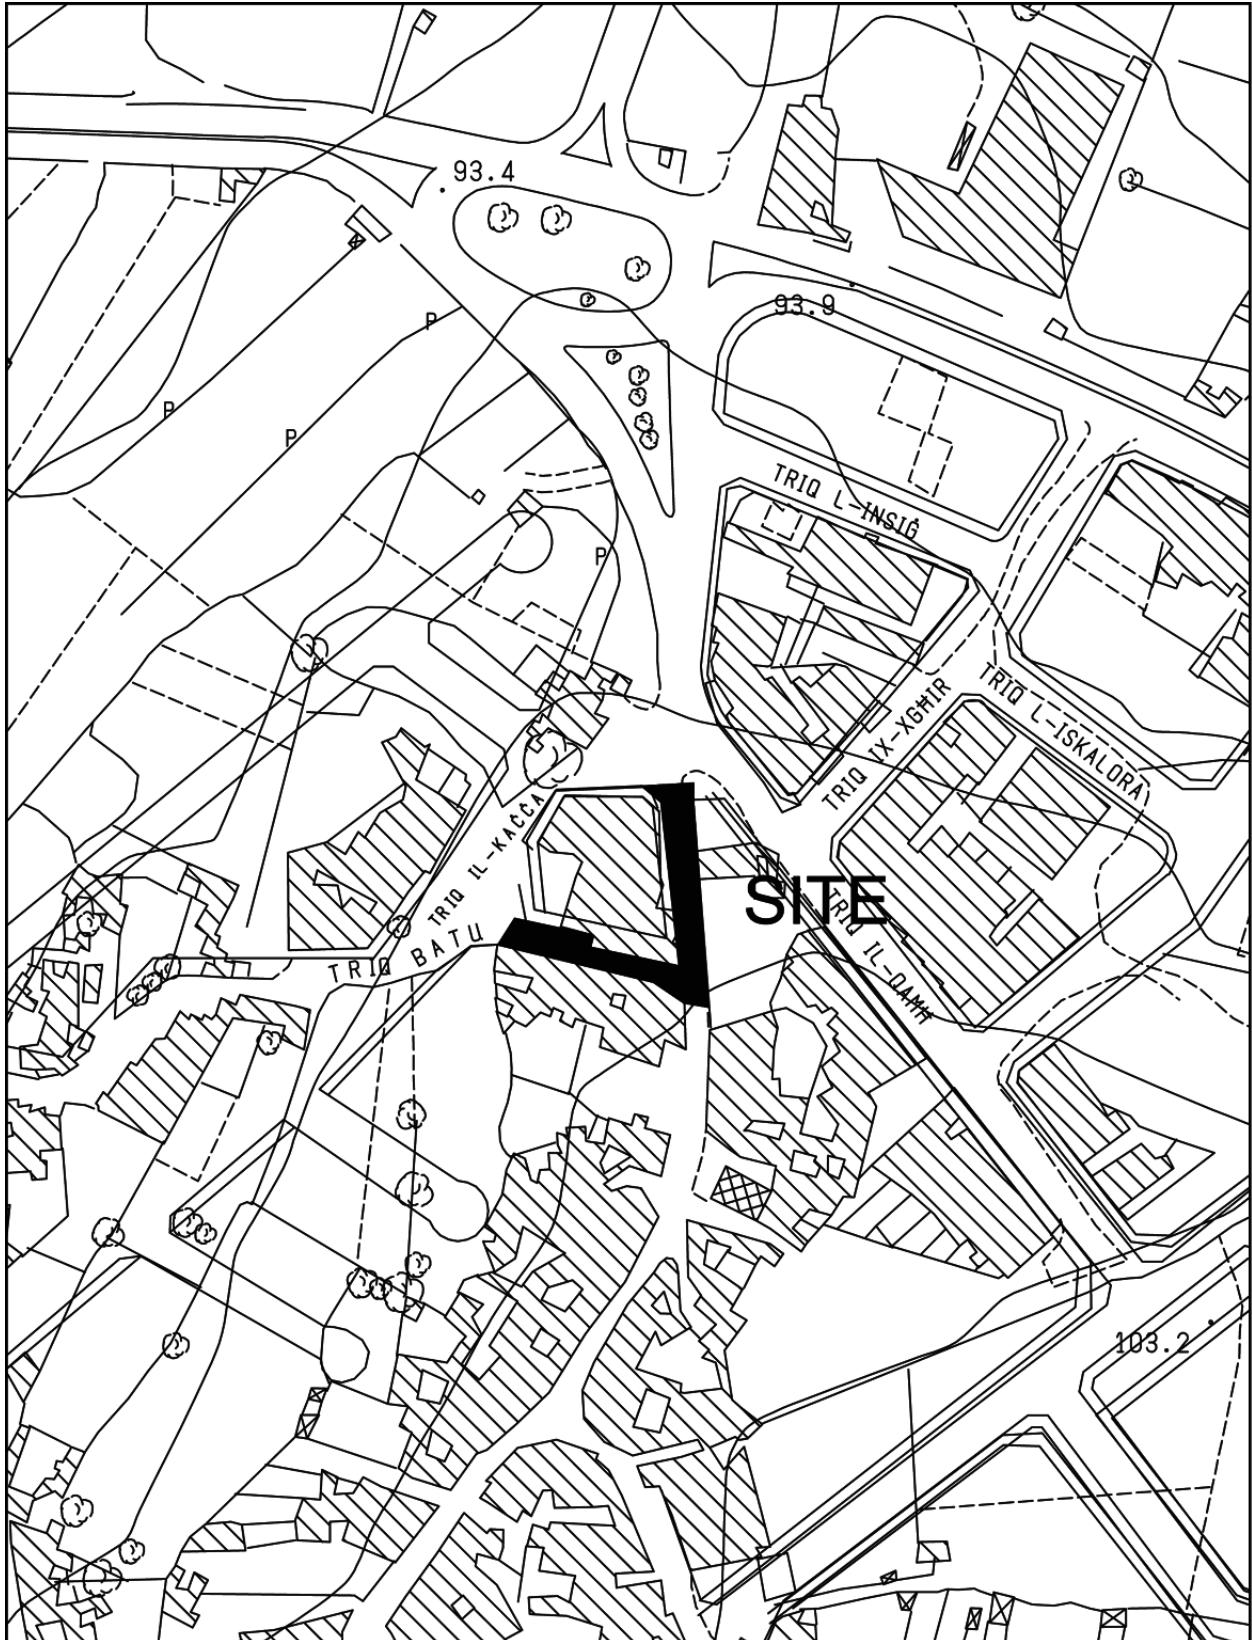 93.4
93.9
P
P
P
TRIQ L-INSIĠ
P
TRIQ L-ISKALORA
TRIQ IX-XGĦIR
TRIQ IL-KAĊĊA
SITE
TRIQ BATU
TRIQ IL-QAMĦ
103.2